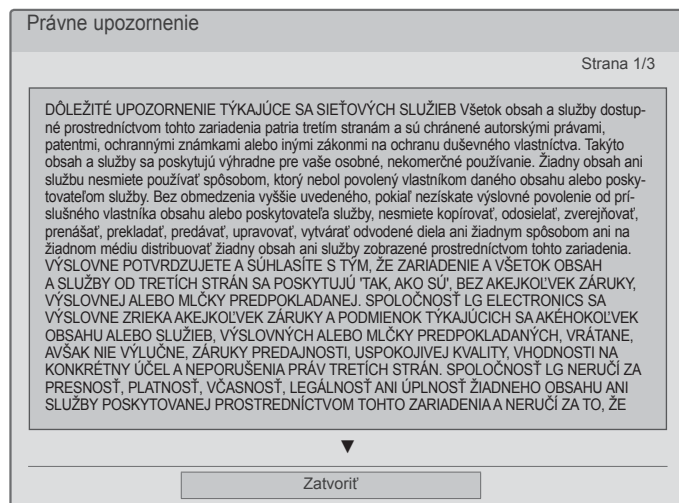 Právne upozornenie
Strana 1/3
DÔLEŽITÉ UPOZORNENIE TÝKAJÚCE SA SIEŤOVÝCH SLUŽIEB Všetok obsah a služby dostup-
né prostredníctvom tohto zariadenia patria tretím stranám a sú chránené autorskými právami,
patentmi, ochrannými známkami alebo inými zákonmi na ochranu duševného vlastníctva. Takýto
obsah a služby sa poskytujú výhradne pre vaše osobné, nekomerčné používanie. Žiadny obsah ani
službu nesmiete používať spôsobom, ktorý nebol povolený vlastníkom daného obsahu alebo posky-
tovateľom služby. Bez obmedzenia vyššie uvedeného, pokiaľ nezískate výslovné povolenie od prí-
slušného vlastníka obsahu alebo poskytovateľa služby, nesmiete kopírovať, odosielať, zverejňovať,
prenášať, prekladať, predávať, upravovať, vytvárať odvodené diela ani žiadnym spôsobom ani na
žiadnom médiu distribuovať žiadny obsah ani služby zobrazené prostredníctvom tohto zariadenia.
VÝSLOVNE POTVRDZUJETE A SÚHLASÍTE S TÝM, ŽE ZARIADENIE A VŠETOK OBSAH
A SLUŽBY OD TRETÍCH STRÁN SA POSKYTUJÚ 'TAK, AKO SÚ', BEZ AKEJKOĽVEK ZÁRUKY,
VÝSLOVNEJ ALEBO MLČKY PREDPOKLADANEJ. SPOLOČNOSŤ LG ELECTRONICS SA
VÝSLOVNE ZRIEKA AKEJKOĽVEK ZÁRUKY A PODMIENOK TÝKAJÚCICH SA AKÉHOKOĽVEK
OBSAHU ALEBO SLUŽIEB, VÝSLOVNÝCH ALEBO MLČKY PREDPOKLADANÝCH, VRÁTANE,
AVŠAK NIE VÝLUČNE, ZÁRUKY PREDAJNOSTI, USPOKOJIVEJ KVALITY, VHODNOSTI NA
KONKRÉTNY ÚČEL A NEPORUŠENIA PRÁV TRETÍCH STRÁN. SPOLOČNOSŤ LG NERUČÍ ZA
PRESNOSŤ, PLATNOSŤ, VČASNOSŤ, LEGÁLNOSŤ ANI ÚPLNOSŤ ŽIADNEHO OBSAHU ANI
SLUŽBY POSKYTOVANEJ PROSTREDNÍCTVOM TOHTO ZARIADENIA A NERUČÍ ZA TO, ŽE
▼
Zatvoriť